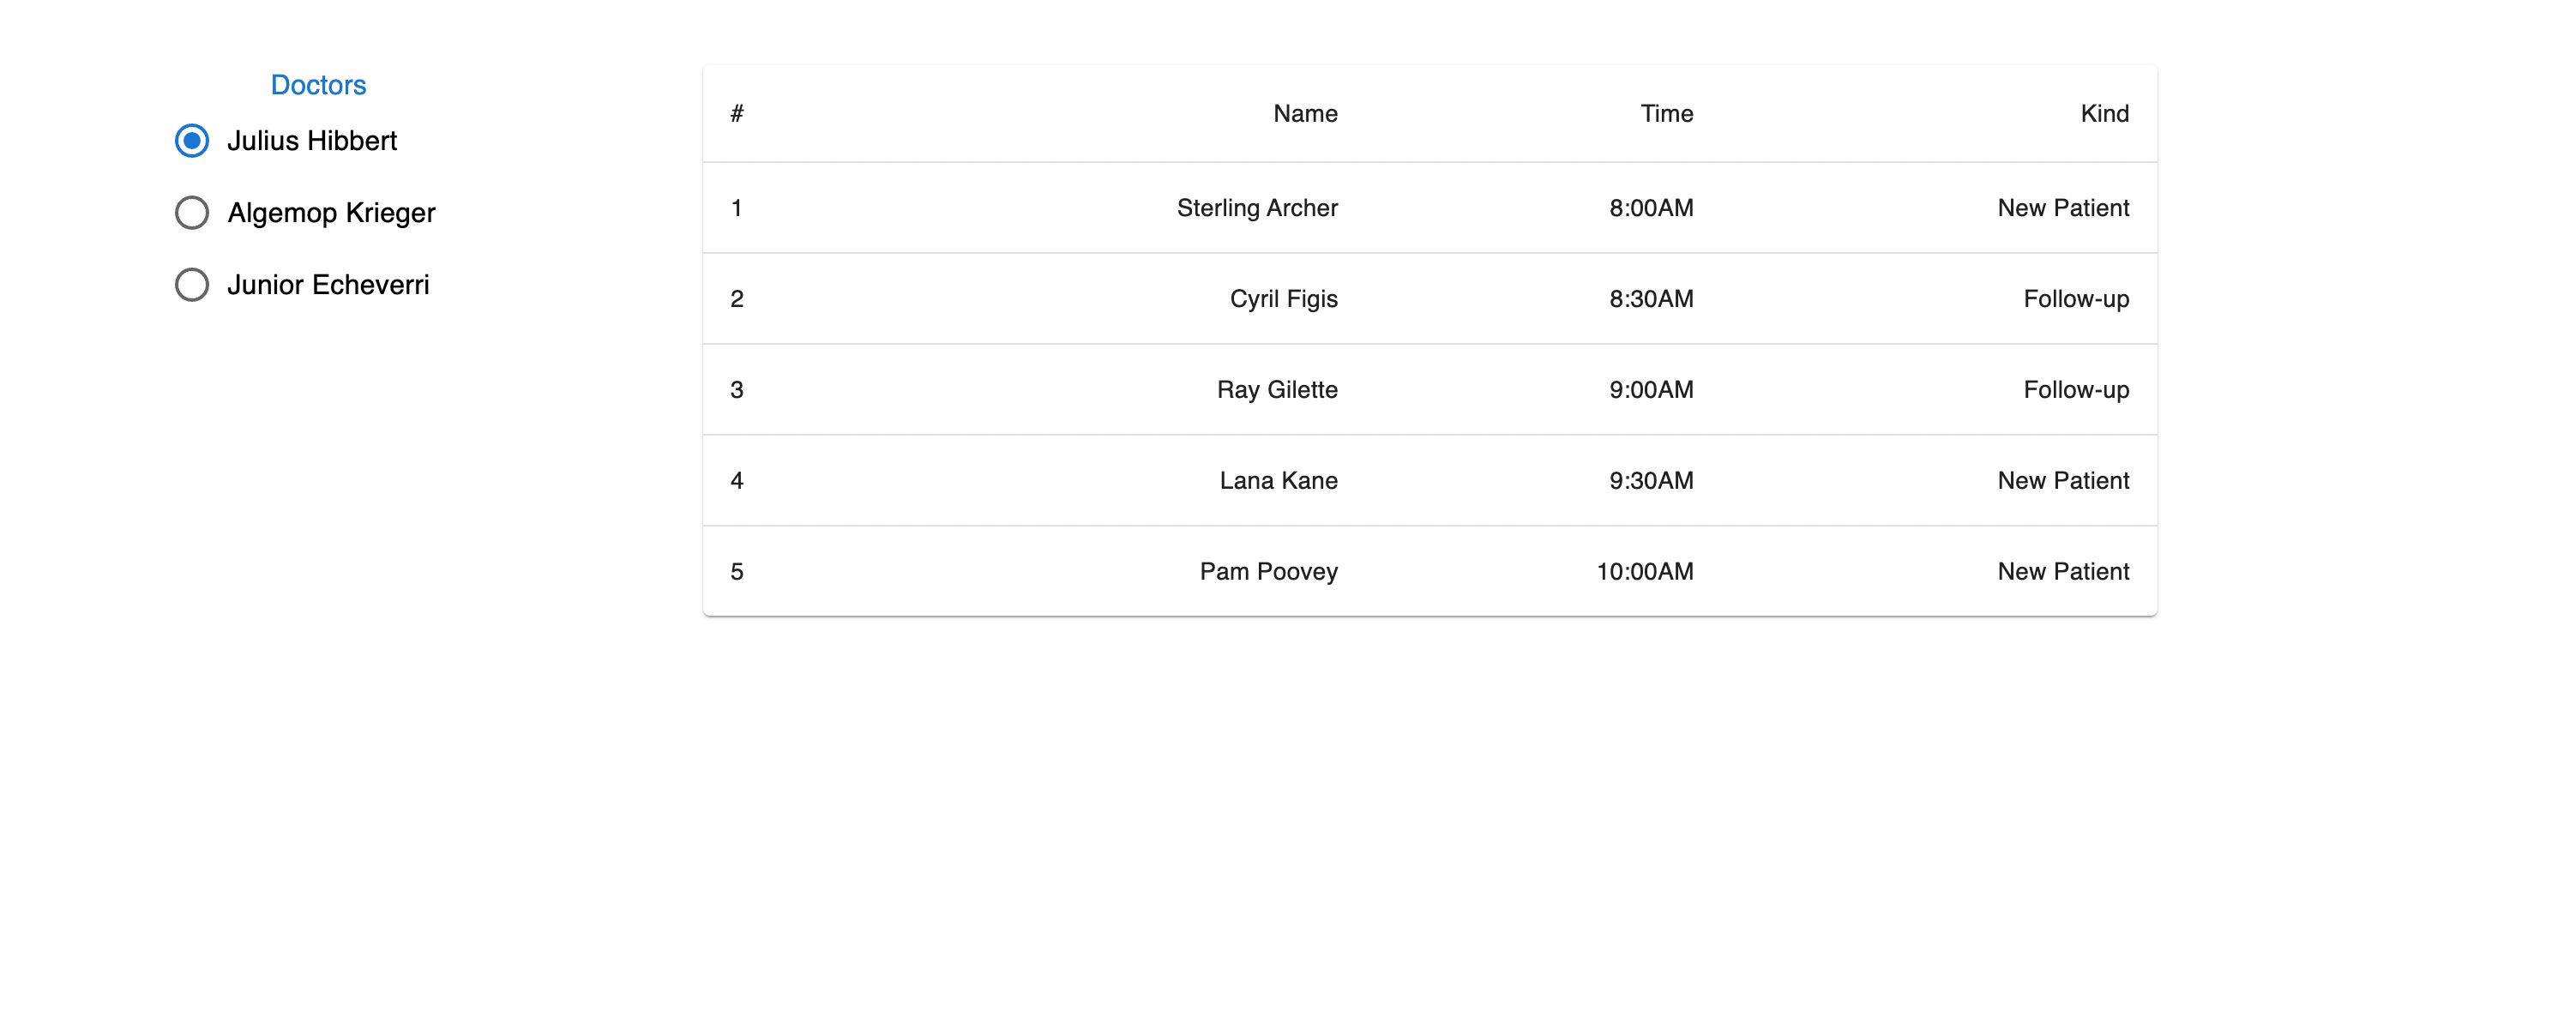 Doctors
Julius Hibbert
Algemop Krieger
Junior Echeverri
# Name Time Kind
1 Sterling Archer 8:00AM New Patient
2 Cyril Figis 8:30AM Follow-up
3 Ray Gilette 9:00AM Follow-up
4 Lana Kane 9:30AM New Patient
5 Pam Poovey 10:00AM New Patient